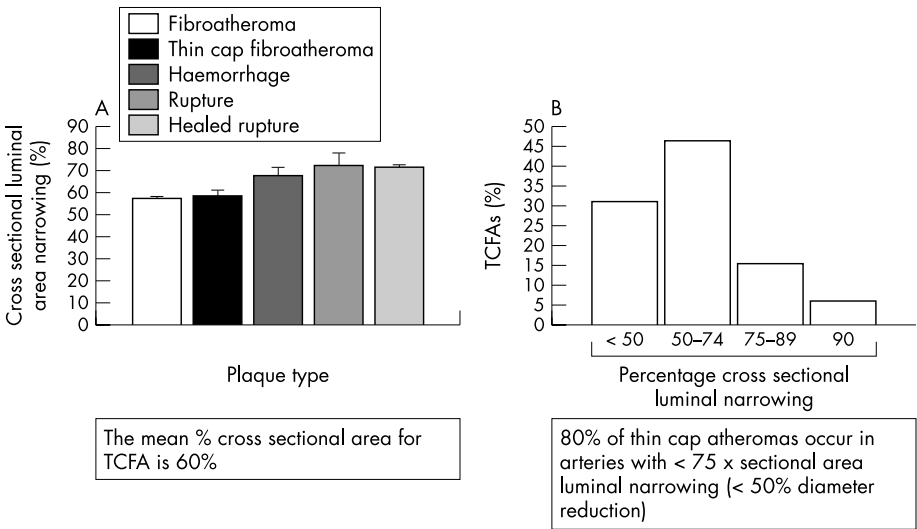 Fibroatheroma
Thin cap fibroatheroma
Haemorrhage
Rupture
Healed rupture
A
Cross sectional luminal
area narrowing (%)
90
80
70
60
50
40
30
20
10
0
Plaque type
The mean % cross sectional area for
TCFA is 60%
B
TCFAs (%)
50
45
40
35
30
25
20
15
10
5
0
< 50 50–74 75–89 90
Percentage cross sectional
luminal narrowing
80% of thin cap atheromas occur in
arteries with < 75 x sectional area
luminal narrowing (< 50% diameter
reduction)